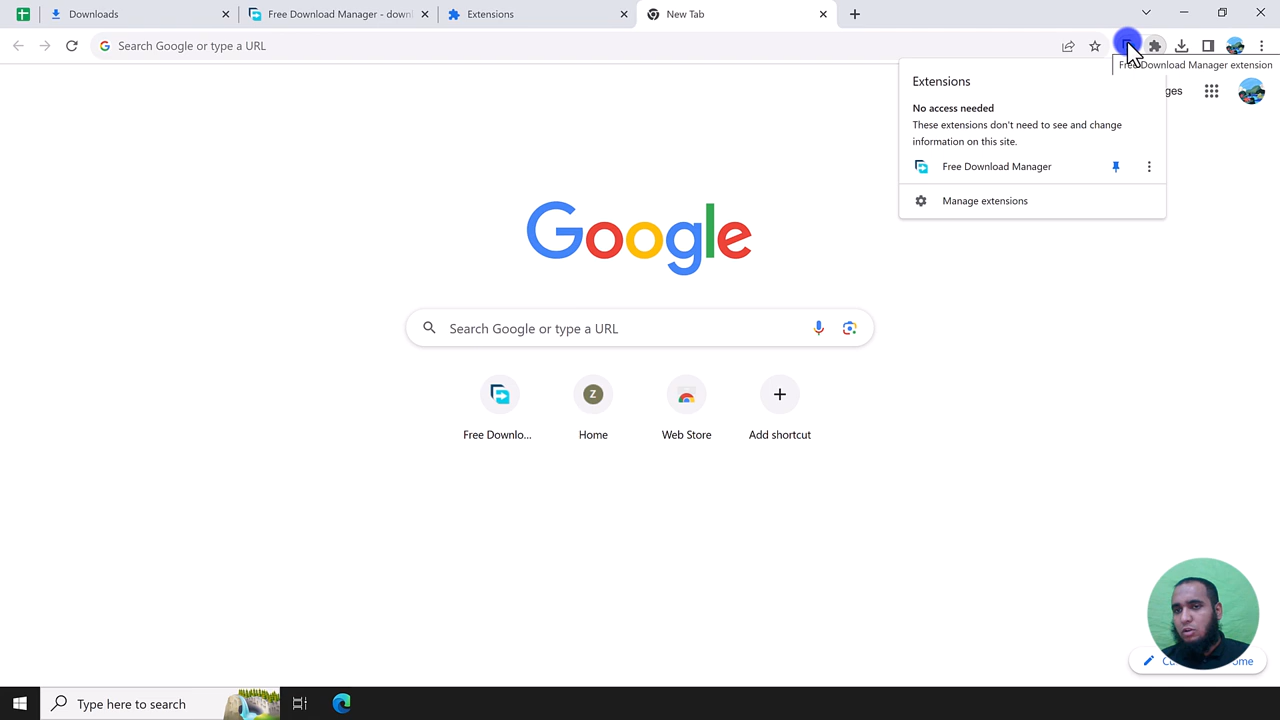 Downloads
Free Download Manager - down
Extensions
New Tab
Search Google or type a URL
Free Download Manager extension
Extensions
No access needed
These extensions don't need to see and change
information on this site.
Free Download Manager
Manage extensions
Google
Search Google or type a URL
Free Downlo...
Z
Home
Web Store
Add shortcut
Type here to search